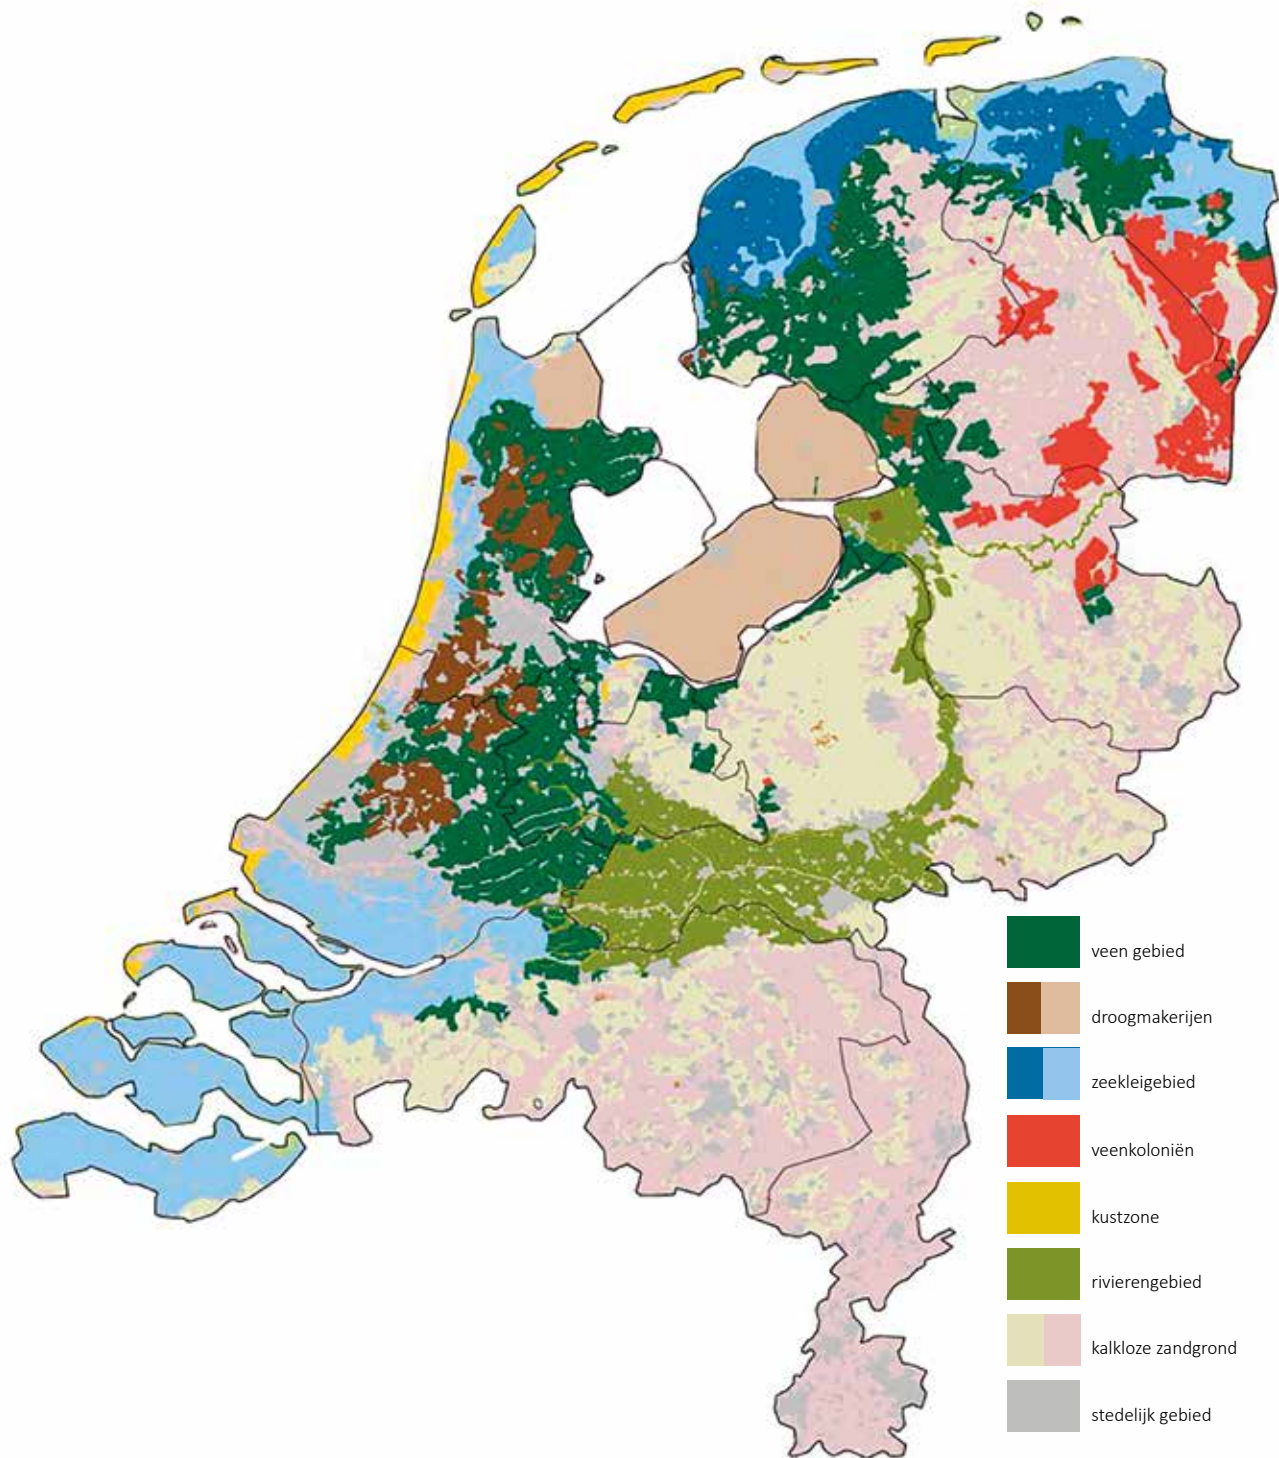 veen gebied
droogmakerijen
zeekleigebied
veenkoloniën
kustzone
rivierengebied
kalkloze zandgrond
stedelijk gebied